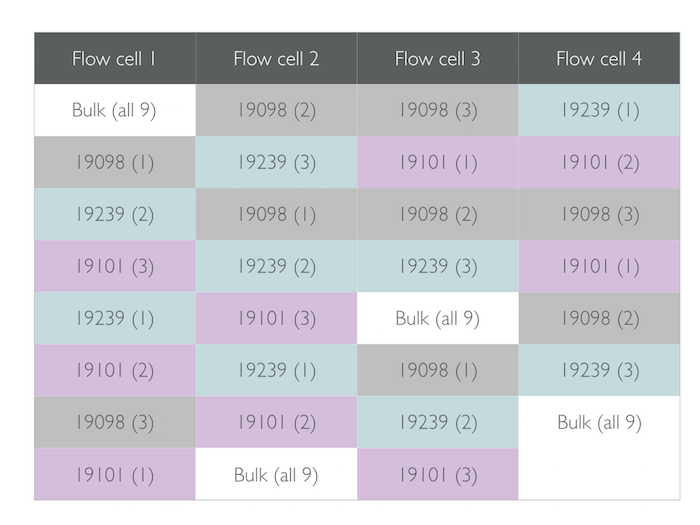 Flow cell 1 Flow cell 2 Flow cell 3 Flow cell 4
Bulk (all 9) 19098 (2) 19098 (3) 19239 (1)
19098 (1) 19239 (3) 19101 (1) 19101 (2)
19239 (2) 19098 (1) 19098 (2) 19098 (3)
19101 (3) 19239 (2) 19239 (3) 19101 (1)
19239 (1) 19101 (3) Bulk (all 9) 19098 (2)
19101 (2) 19239 (1) 19098 (1) 19239 (3)
19098 (3) 19101 (2) 19239 (2) Bulk (all 9)
19101 (1) Bulk (all 9) 19101 (3)